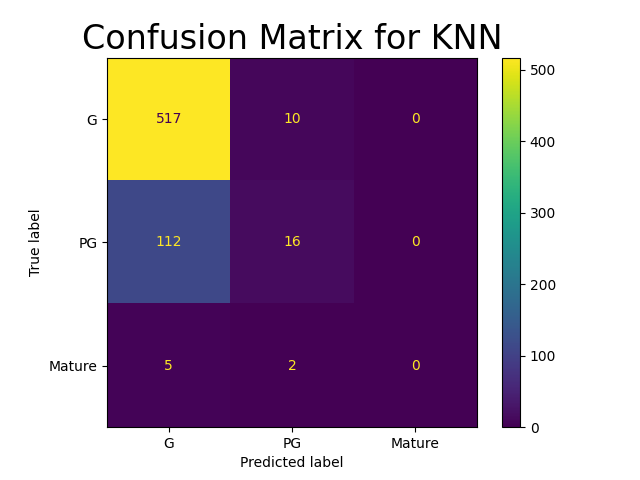 Confusion Matrix for KNN
500
G
517
10
0
400
300
True label
PG
112
16
0
200
100
Mature
5
2
0
0
G
PG
Mature
Predicted label